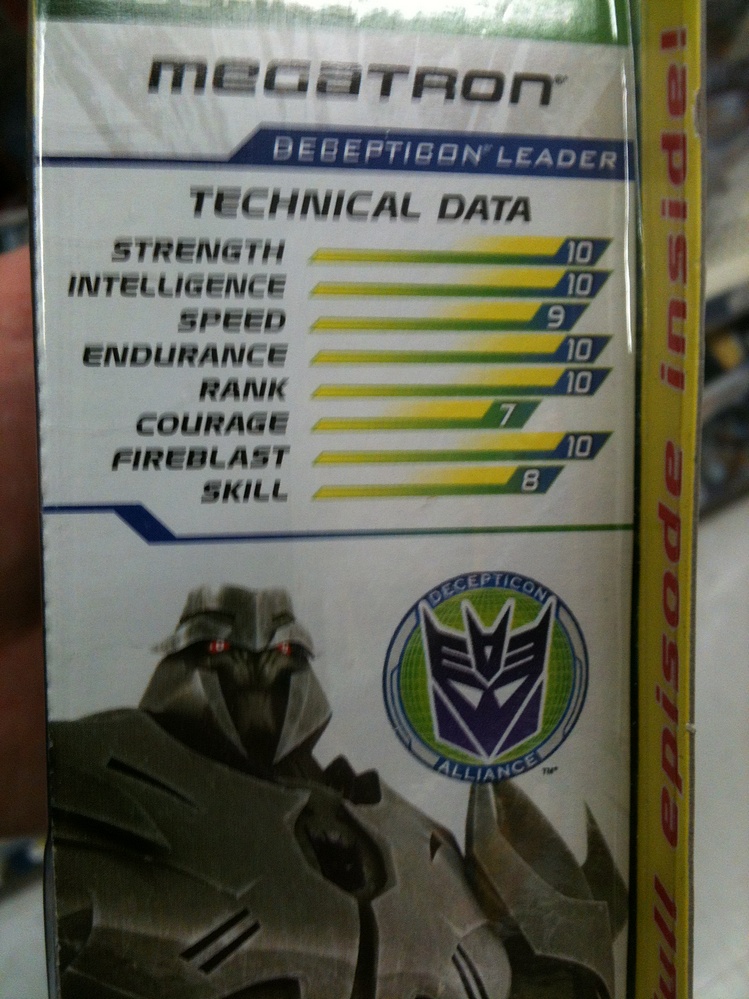 MEGATRON
DECEPTICON LEADER
TECHNICAL DATA
STRENGTH 10
INTELLIGENCE 10
SPEED 9
ENDURANCE 10
RANK 10
COURAGE 7
FIREBLAST 10
SKILL 8
DECEPTICON
ALLIANCE
TM
episode inside!